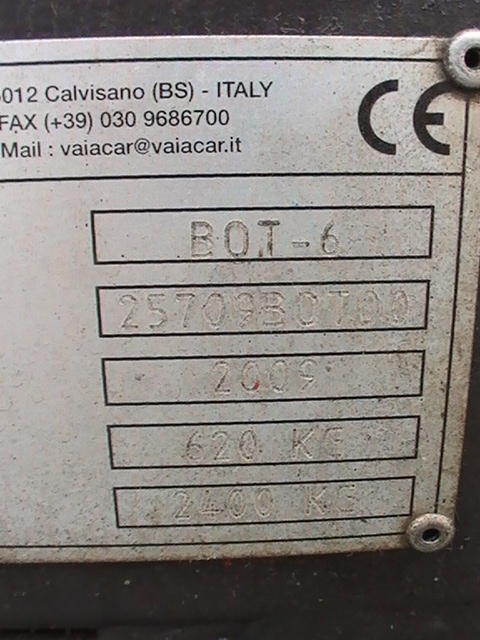 5012 Calvisano (BS) - ITALY
FAX (+39) 030 9686700
Mail : vaiacar@vaiacar.it
CE
BOT-6
25709BOT00
2009
620 KG
2400 KG